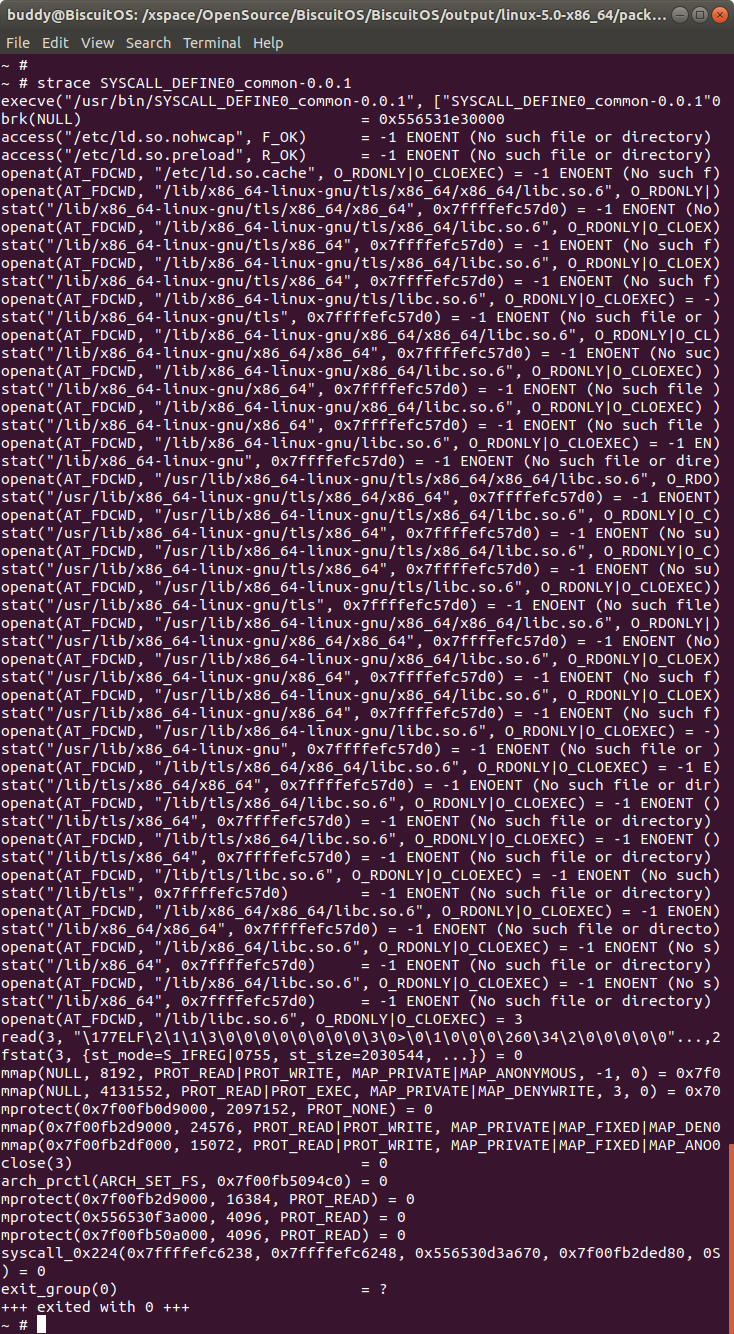 buddy@BiscuitOS: /xspace/OpenSource/BiscuitOS/BiscuitOS/output/linux-5.0-x86_64/pack...
File Edit View Search Terminal Help
~ #
~ # strace SYSCALL_DEFINE0_common-0.0.1
execve("/usr/bin/SYSCALL_DEFINE0_common-0.0.1", ["SYSCALL_DEFINE0_common-0.0.1"0
brk(NULL)                               = 0x556531e30000
access("/etc/ld.so.nohwcap", F_OK)      = -1 ENOENT (No such file or directory)
access("/etc/ld.so.preload", R_OK)      = -1 ENOENT (No such file or directory)
openat(AT_FDCWD, "/etc/ld.so.cache", O_RDONLY|O_CLOEXEC) = -1 ENOENT (No such f)
openat(AT_FDCWD, "/lib/x86_64-linux-gnu/tls/x86_64/x86_64/libc.so.6", O_RDONLY|)
stat("/lib/x86_64-linux-gnu/tls/x86_64/x86_64", 0x7ffffefc57d0) = -1 ENOENT (No)
openat(AT_FDCWD, "/lib/x86_64-linux-gnu/tls/x86_64/libc.so.6", O_RDONLY|O_CLOEX)
stat("/lib/x86_64-linux-gnu/tls/x86_64", 0x7ffffefc57d0) = -1 ENOENT (No such f)
openat(AT_FDCWD, "/lib/x86_64-linux-gnu/tls/x86_64/libc.so.6", O_RDONLY|O_CLOEX)
stat("/lib/x86_64-linux-gnu/tls/x86_64", 0x7ffffefc57d0) = -1 ENOENT (No such f)
openat(AT_FDCWD, "/lib/x86_64-linux-gnu/tls/libc.so.6", O_RDONLY|O_CLOEXEC) = -)
stat("/lib/x86_64-linux-gnu/tls", 0x7ffffefc57d0) = -1 ENOENT (No such file or )
openat(AT_FDCWD, "/lib/x86_64-linux-gnu/x86_64/x86_64/libc.so.6", O_RDONLY|O_CL)
stat("/lib/x86_64-linux-gnu/x86_64/x86_64", 0x7ffffefc57d0) = -1 ENOENT (No suc)
openat(AT_FDCWD, "/lib/x86_64-linux-gnu/x86_64/libc.so.6", O_RDONLY|O_CLOEXEC) )
stat("/lib/x86_64-linux-gnu/x86_64", 0x7ffffefc57d0) = -1 ENOENT (No such file )
openat(AT_FDCWD, "/lib/x86_64-linux-gnu/x86_64/libc.so.6", O_RDONLY|O_CLOEXEC) )
stat("/lib/x86_64-linux-gnu/x86_64", 0x7ffffefc57d0) = -1 ENOENT (No such file )
openat(AT_FDCWD, "/lib/x86_64-linux-gnu/libc.so.6", O_RDONLY|O_CLOEXEC) = -1 EN)
stat("/lib/x86_64-linux-gnu", 0x7ffffefc57d0) = -1 ENOENT (No such file or dire)
openat(AT_FDCWD, "/usr/lib/x86_64-linux-gnu/tls/x86_64/x86_64/libc.so.6", O_RDO)
stat("/usr/lib/x86_64-linux-gnu/tls/x86_64/x86_64", 0x7ffffefc57d0) = -1 ENOENT)
openat(AT_FDCWD, "/usr/lib/x86_64-linux-gnu/tls/x86_64/libc.so.6", O_RDONLY|O_C)
stat("/usr/lib/x86_64-linux-gnu/tls/x86_64", 0x7ffffefc57d0) = -1 ENOENT (No su)
openat(AT_FDCWD, "/usr/lib/x86_64-linux-gnu/tls/x86_64/libc.so.6", O_RDONLY|O_C)
stat("/usr/lib/x86_64-linux-gnu/tls/x86_64", 0x7ffffefc57d0) = -1 ENOENT (No su)
openat(AT_FDCWD, "/usr/lib/x86_64-linux-gnu/tls/libc.so.6", O_RDONLY|O_CLOEXEC))
stat("/usr/lib/x86_64-linux-gnu/tls", 0x7ffffefc57d0) = -1 ENOENT (No such file)
openat(AT_FDCWD, "/usr/lib/x86_64-linux-gnu/x86_64/x86_64/libc.so.6", O_RDONLY|)
stat("/usr/lib/x86_64-linux-gnu/x86_64/x86_64", 0x7ffffefc57d0) = -1 ENOENT (No)
openat(AT_FDCWD, "/usr/lib/x86_64-linux-gnu/x86_64/libc.so.6", O_RDONLY|O_CLOEX)
stat("/usr/lib/x86_64-linux-gnu/x86_64", 0x7ffffefc57d0) = -1 ENOENT (No such f)
openat(AT_FDCWD, "/usr/lib/x86_64-linux-gnu/x86_64/libc.so.6", O_RDONLY|O_CLOEX)
stat("/usr/lib/x86_64-linux-gnu/x86_64", 0x7ffffefc57d0) = -1 ENOENT (No such f)
openat(AT_FDCWD, "/usr/lib/x86_64-linux-gnu/libc.so.6", O_RDONLY|O_CLOEXEC) = -)
stat("/usr/lib/x86_64-linux-gnu", 0x7ffffefc57d0) = -1 ENOENT (No such file or )
openat(AT_FDCWD, "/lib/tls/x86_64/x86_64/libc.so.6", O_RDONLY|O_CLOEXEC) = -1 E)
stat("/lib/tls/x86_64/x86_64", 0x7ffffefc57d0) = -1 ENOENT (No such file or dir)
openat(AT_FDCWD, "/lib/tls/x86_64/libc.so.6", O_RDONLY|O_CLOEXEC) = -1 ENOENT ()
stat("/lib/tls/x86_64", 0x7ffffefc57d0) = -1 ENOENT (No such file or directory)
openat(AT_FDCWD, "/lib/tls/x86_64/libc.so.6", O_RDONLY|O_CLOEXEC) = -1 ENOENT ()
stat("/lib/tls/x86_64", 0x7ffffefc57d0) = -1 ENOENT (No such file or directory)
openat(AT_FDCWD, "/lib/tls/libc.so.6", O_RDONLY|O_CLOEXEC) = -1 ENOENT (No such)
stat("/lib/tls", 0x7ffffefc57d0)        = -1 ENOENT (No such file or directory)
openat(AT_FDCWD, "/lib/x86_64/x86_64/libc.so.6", O_RDONLY|O_CLOEXEC) = -1 ENOEN)
stat("/lib/x86_64/x86_64", 0x7ffffefc57d0) = -1 ENOENT (No such file or directo)
openat(AT_FDCWD, "/lib/x86_64/libc.so.6", O_RDONLY|O_CLOEXEC) = -1 ENOENT (No s)
stat("/lib/x86_64", 0x7ffffefc57d0)     = -1 ENOENT (No such file or directory)
openat(AT_FDCWD, "/lib/x86_64/libc.so.6", O_RDONLY|O_CLOEXEC) = -1 ENOENT (No s)
stat("/lib/x86_64", 0x7ffffefc57d0)     = -1 ENOENT (No such file or directory)
openat(AT_FDCWD, "/lib/libc.so.6", O_RDONLY|O_CLOEXEC) = 3
read(3, "\177ELF\2\1\1\3\0\0\0\0\0\0\0\0\3\0>\0\1\0\0\0\260\34\2\0\0\0\0\0"...,2
fstat(3, {st_mode=S_IFREG|0755, st_size=2030544, ...}) = 0
mmap(NULL, 8192, PROT_READ|PROT_WRITE, MAP_PRIVATE|MAP_ANONYMOUS, -1, 0) = 0x7f0
mmap(NULL, 4131552, PROT_READ|PROT_EXEC, MAP_PRIVATE|MAP_DENYWRITE, 3, 0) = 0x70
mprotect(0x7f00fb0d9000, 2097152, PROT_NONE) = 0
mmap(0x7f00fb2d9000, 24576, PROT_READ|PROT_WRITE, MAP_PRIVATE|MAP_FIXED|MAP_DEN0
mmap(0x7f00fb2df000, 15072, PROT_READ|PROT_WRITE, MAP_PRIVATE|MAP_FIXED|MAP_ANO0
close(3)                                = 0
arch_prctl(ARCH_SET_FS, 0x7f00fb5094c0) = 0
mprotect(0x7f00fb2d9000, 16384, PROT_READ) = 0
mprotect(0x556530f3a000, 4096, PROT_READ) = 0
mprotect(0x7f00fb50a000, 4096, PROT_READ) = 0
syscall_0x224(0x7ffffefc6238, 0x7ffffefc6248, 0x556530d3a670, 0x7f00fb2ded80, 0S
) = 0
exit_group(0)                           = ?
+++ exited with 0 +++
~ #